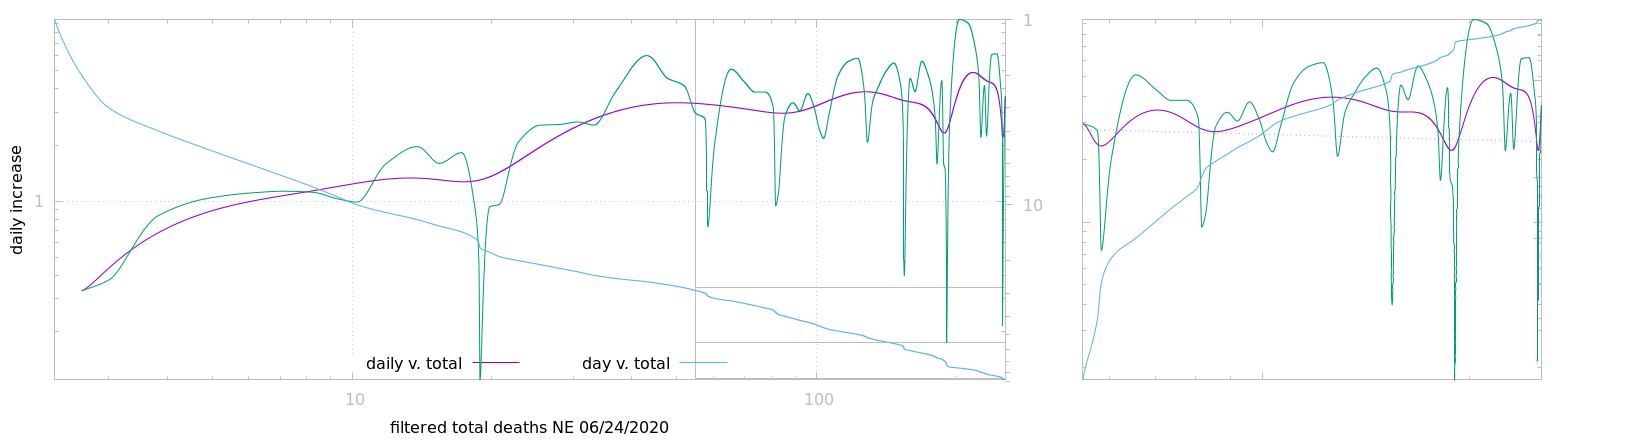 1
daily increase
1
10
daily v. total
day v. total
10
100
filtered total deaths NE 06/24/2020